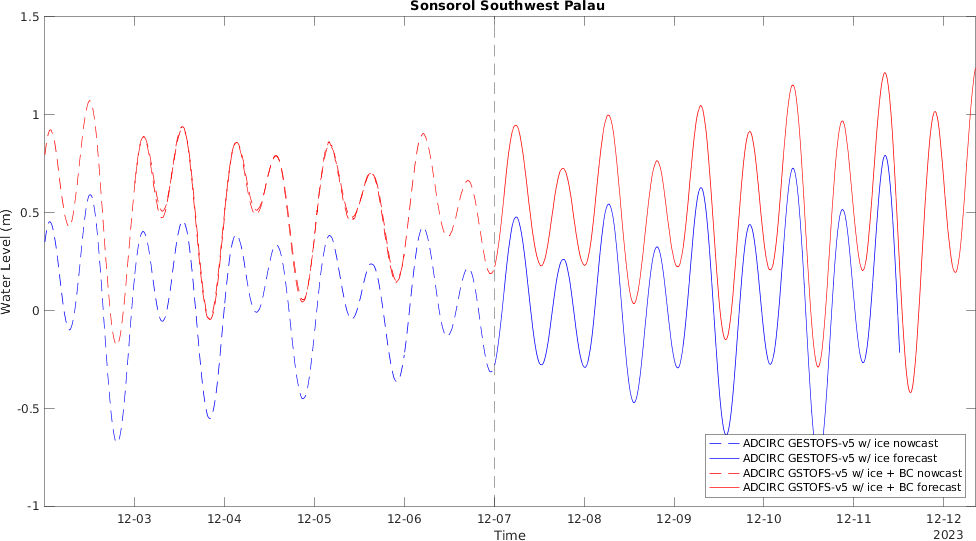 Sonsorol Southwest Palau
1.5
1
0.5
0
-0.5
-1
Water Level (m)
ADCIRC GESTOFS-v5 w/ ice nowcast
ADCIRC GESTOFS-v5 w/ ice forecast
ADCIRC GSTOFS-v5 w/ ice + BC nowcast
ADCIRC GSTOFS-v5 w/ ice + BC forecast
12-03 12-04 12-05 12-06 12-07 12-08 12-09 12-10 12-11 12-12
Time 2023